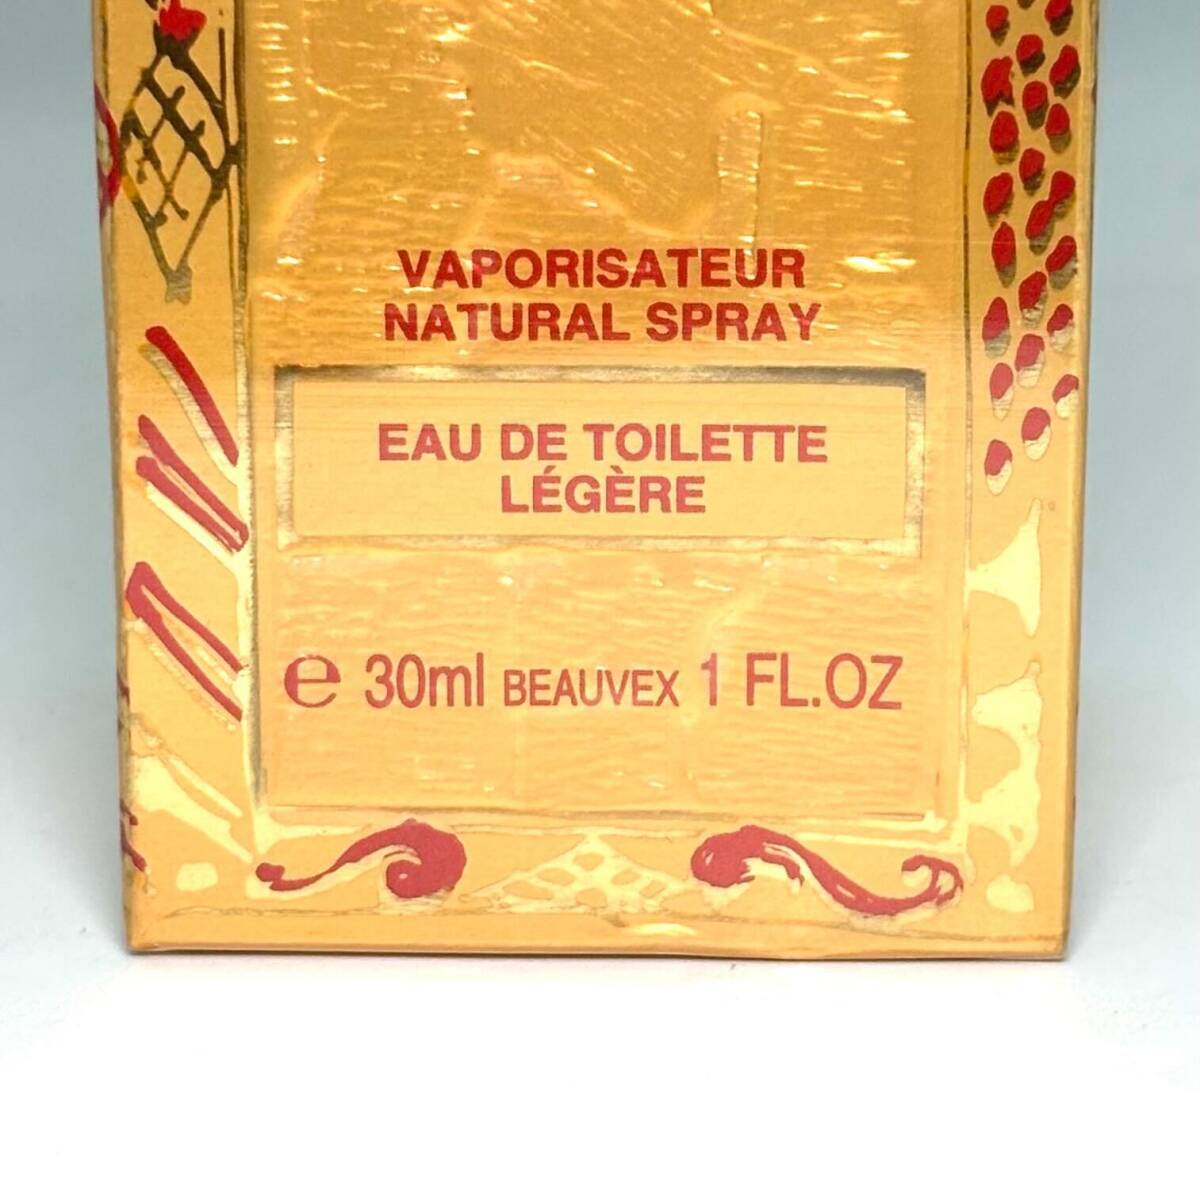 VAPORISATEUR
NATURAL SPRAY
EAU DE TOILETTE
LÉGÈRE
℮ 30ml BEAUVEX 1 FL.OZ